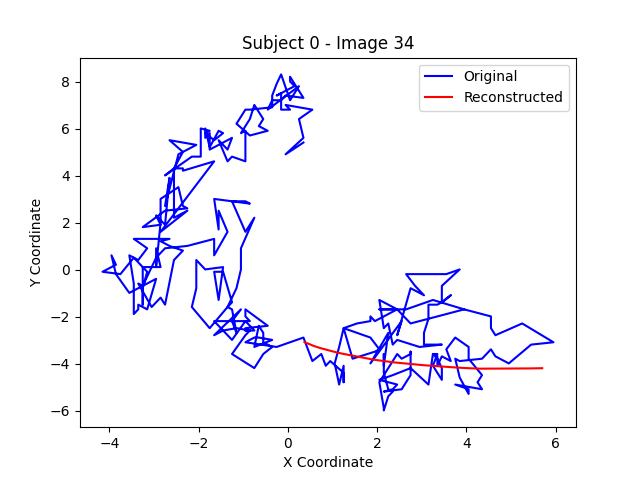 Subject 0 - Image 34
Original
Reconstructed
Y Coordinate
8
6
4
2
0
−2
−4
−6
−4 −2 0 2 4 6
X Coordinate